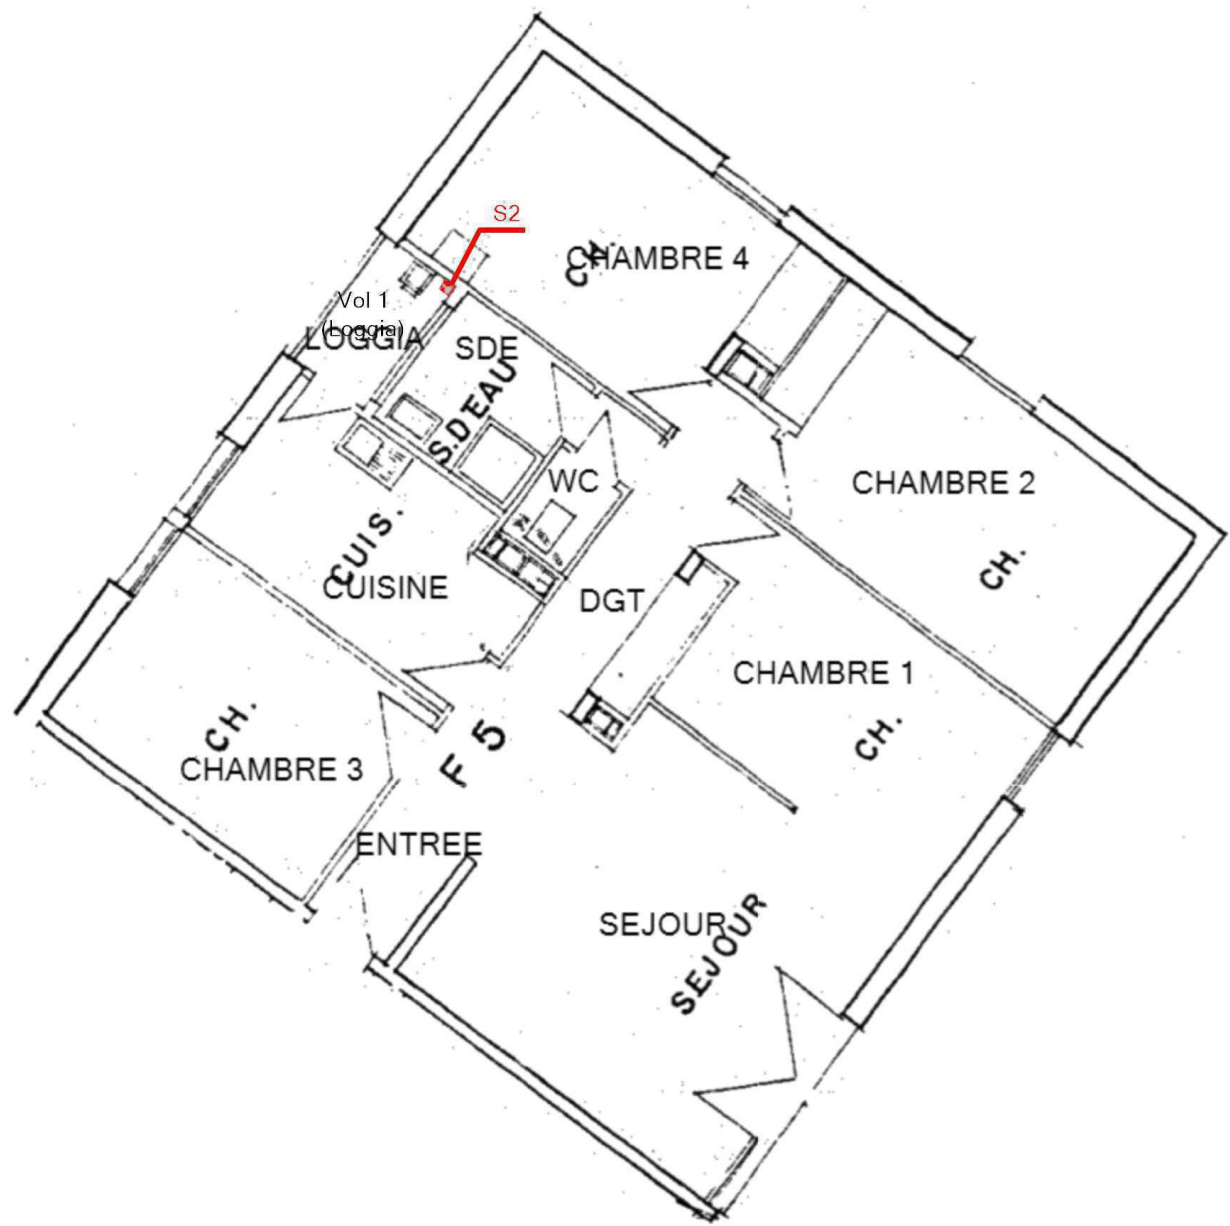 S2
CH.
CHAMBRE 4
Vol 1
(Loggia)
LOGGIA
SDE
S.D'EAU
WC
CHAMBRE 2
CH.
CUIS.
CUISINE
DGT
CHAMBRE 1
CH.
CH.
CHAMBRE 3
F 5
ENTREE
SEJOUR
SEJOUR